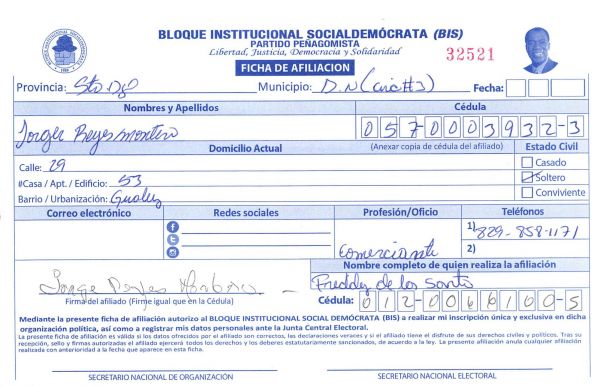 BLOQUE INSTITUCIONAL SOCIALDEMÓCRATA (BIS)
PARTIDO PEÑAGOMISTA
Libertad, Justicia, Democracia y Solidaridad
32521
FICHA DE AFILIACION
Provincia: Sto Dgo Municipio: D.N (circ #3) Fecha:
Nombres y Apellidos Cédula
Jorge Reyes montero 057-0003932-3
Domicilio Actual (Anexar copia de cédula del afiliado) Estado Civil
Calle: 29 Casado
#Casa / Apt. / Edificio: 53 Soltero
Barrio / Urbanización: Conviviente
Correo electrónico Redes sociales Profesión/Oficio Teléfonos
1) 829-858-1171
Comerciante 2)
Nombre completo de quien realiza la afiliación
Jorge Reyes Freddy de los Santo
Firma del afiliado (Firme igual que en la Cédula) Cédula: 012-0066100-5
Mediante la presente ficha de afiliación autorizo al BLOQUE INSTITUCIONAL SOCIAL DEMÓCRATA (BIS) a realizar mi inscripción única y exclusiva en dicha
organización política, así como a registrar mis datos personales ante la Junta Central Electoral.
La presente ficha de afiliación es válida si los datos ofrecidos por el afiliado son correctos, las declaraciones veraces y si el afiliado tiene el disfrute de sus derechos civiles y políticos. Tras su
recepción, sello y firmas autorizadas el afiliado ejercerá todos los derechos y los deberes estatutariamente sancionados, de acuerdo a la ley. La presente afiliación anula cualquier afiliación
realizada con anterioridad a la fecha que aparece en esta ficha.
SECRETARIO NACIONAL DE ORGANIZACIÓN SECRETARIO NACIONAL ELECTORAL